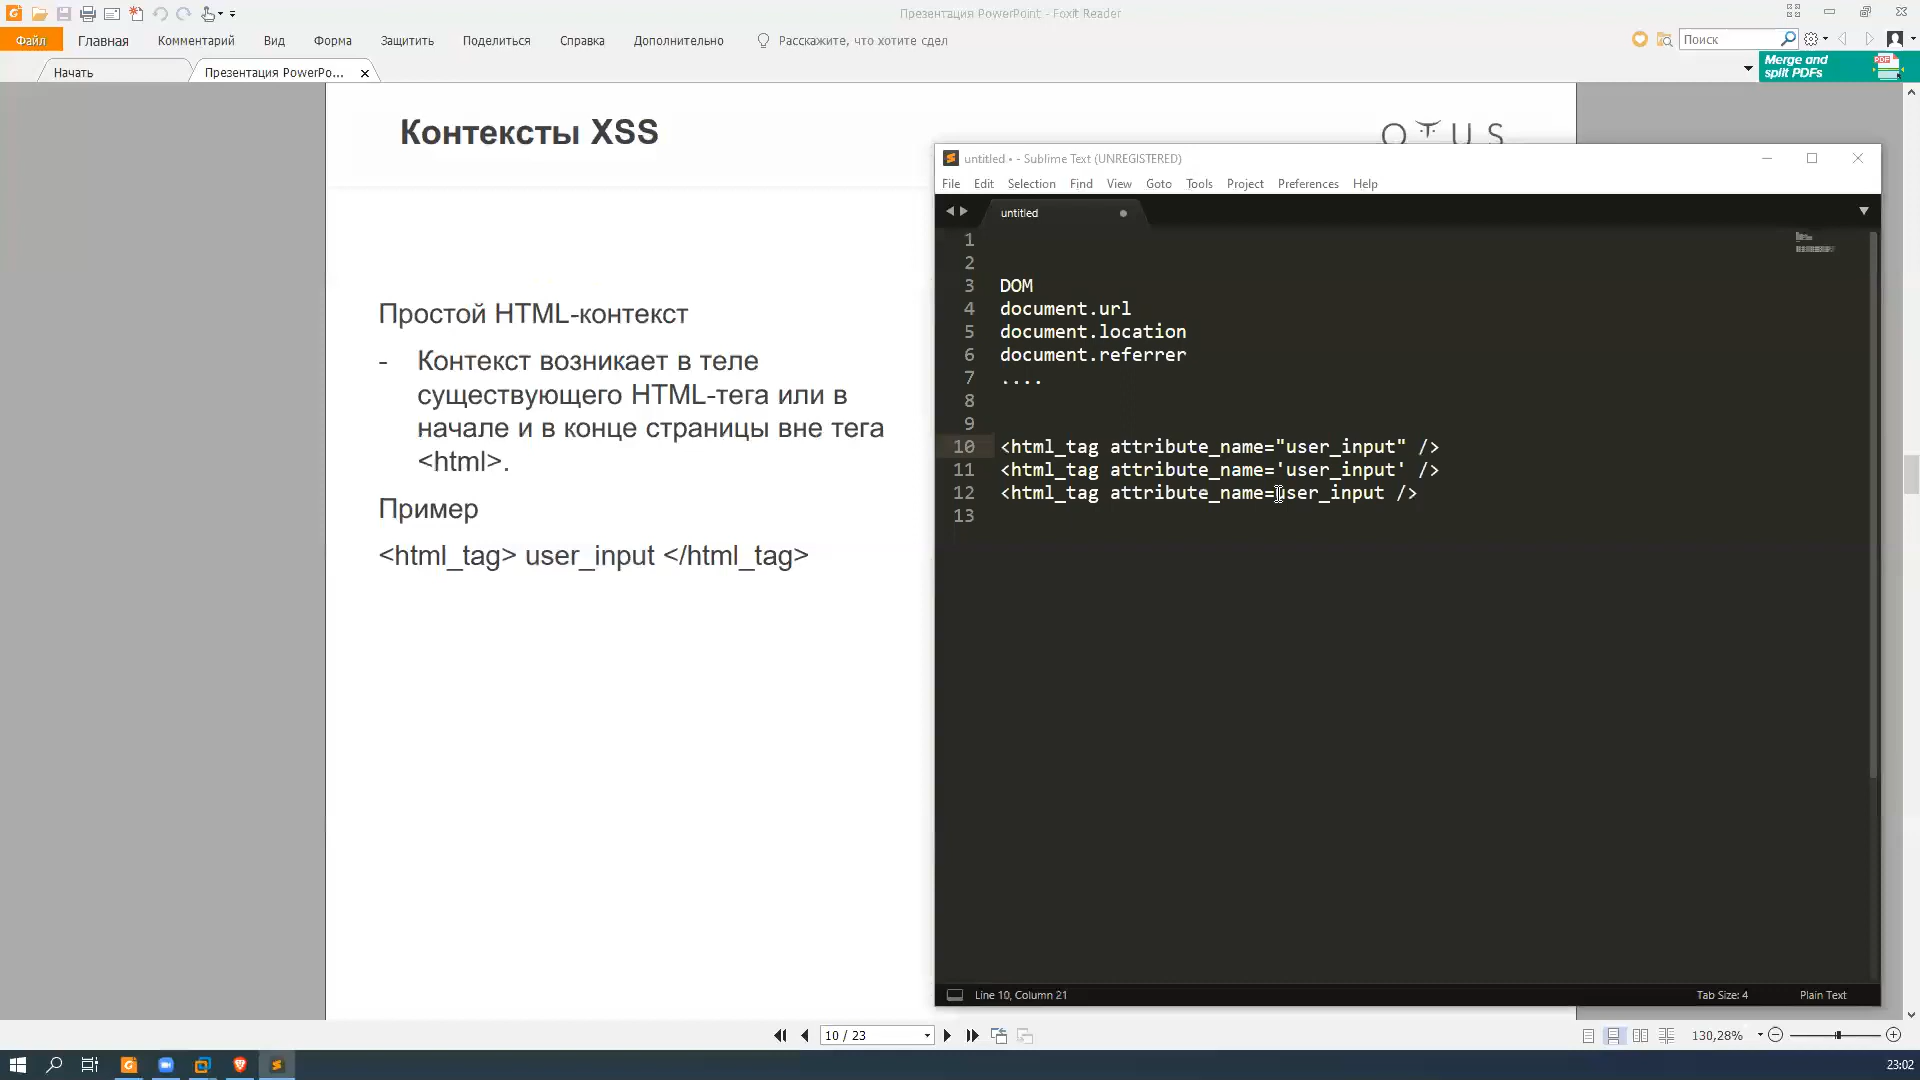 Презентация PowerPoint - Foxit Reader
Файл
Главная
Комментарий
Вид
Форма
Защитить
Поделиться
Справка
Дополнительно
Расскажите, что хотите сдел
Поиск
Начать
Презентация PowerPo...
Merge and
split PDFs
Контексты XSS
OTUS
Простой HTML-контекст
- Контекст возникает в теле
существующего HTML-тега или в
начале и в конце страницы вне тега
<html>.
Пример
<html_tag> user_input </html_tag>
untitled • - Sublime Text (UNREGISTERED)
File Edit Selection Find View Goto Tools Project Preferences Help
untitled
1
2
3 DOM
4 document.url
5 document.location
6 document.referrer
7 ....
8
9
10 <html_tag attribute_name="user_input" />
11 <html_tag attribute_name='user_input' />
12 <html_tag attribute_name=user_input />
13
Line 10, Column 21
Tab Size: 4
Plain Text
10 / 23
130,28%
23:02